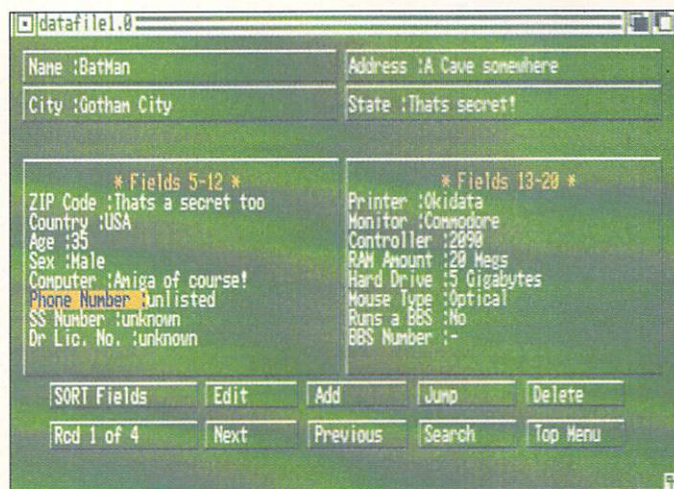 datafile1.0
Name :BatMan
Address :A Cave somewhere
City :Gotham City
State :Thats secret!
* Fields 5-12 *
ZIP Code :Thats a secret too
Country :USA
Age :35
Sex :Male
Computer :Amiga of course!
Phone Number :unlisted
SS Number :unknown
Dr Lic. No. :unknown
* Fields 13-20 *
Printer :Okidata
Monitor :Commodore
Controller :2090
RAM Amount :20 Megs
Hard Drive :5 Gigabytes
Mouse Type :Optical
Runs a BBS :No
BBS Number :-
SORT Fields
Edit
Add
Jump
Delete
Rcd 1 of 4
Next
Previous
Search
Top Menu